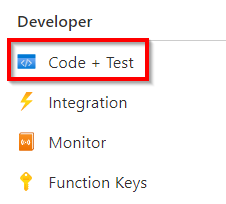 Developer
Code + Test
Integration
Monitor
Function Keys